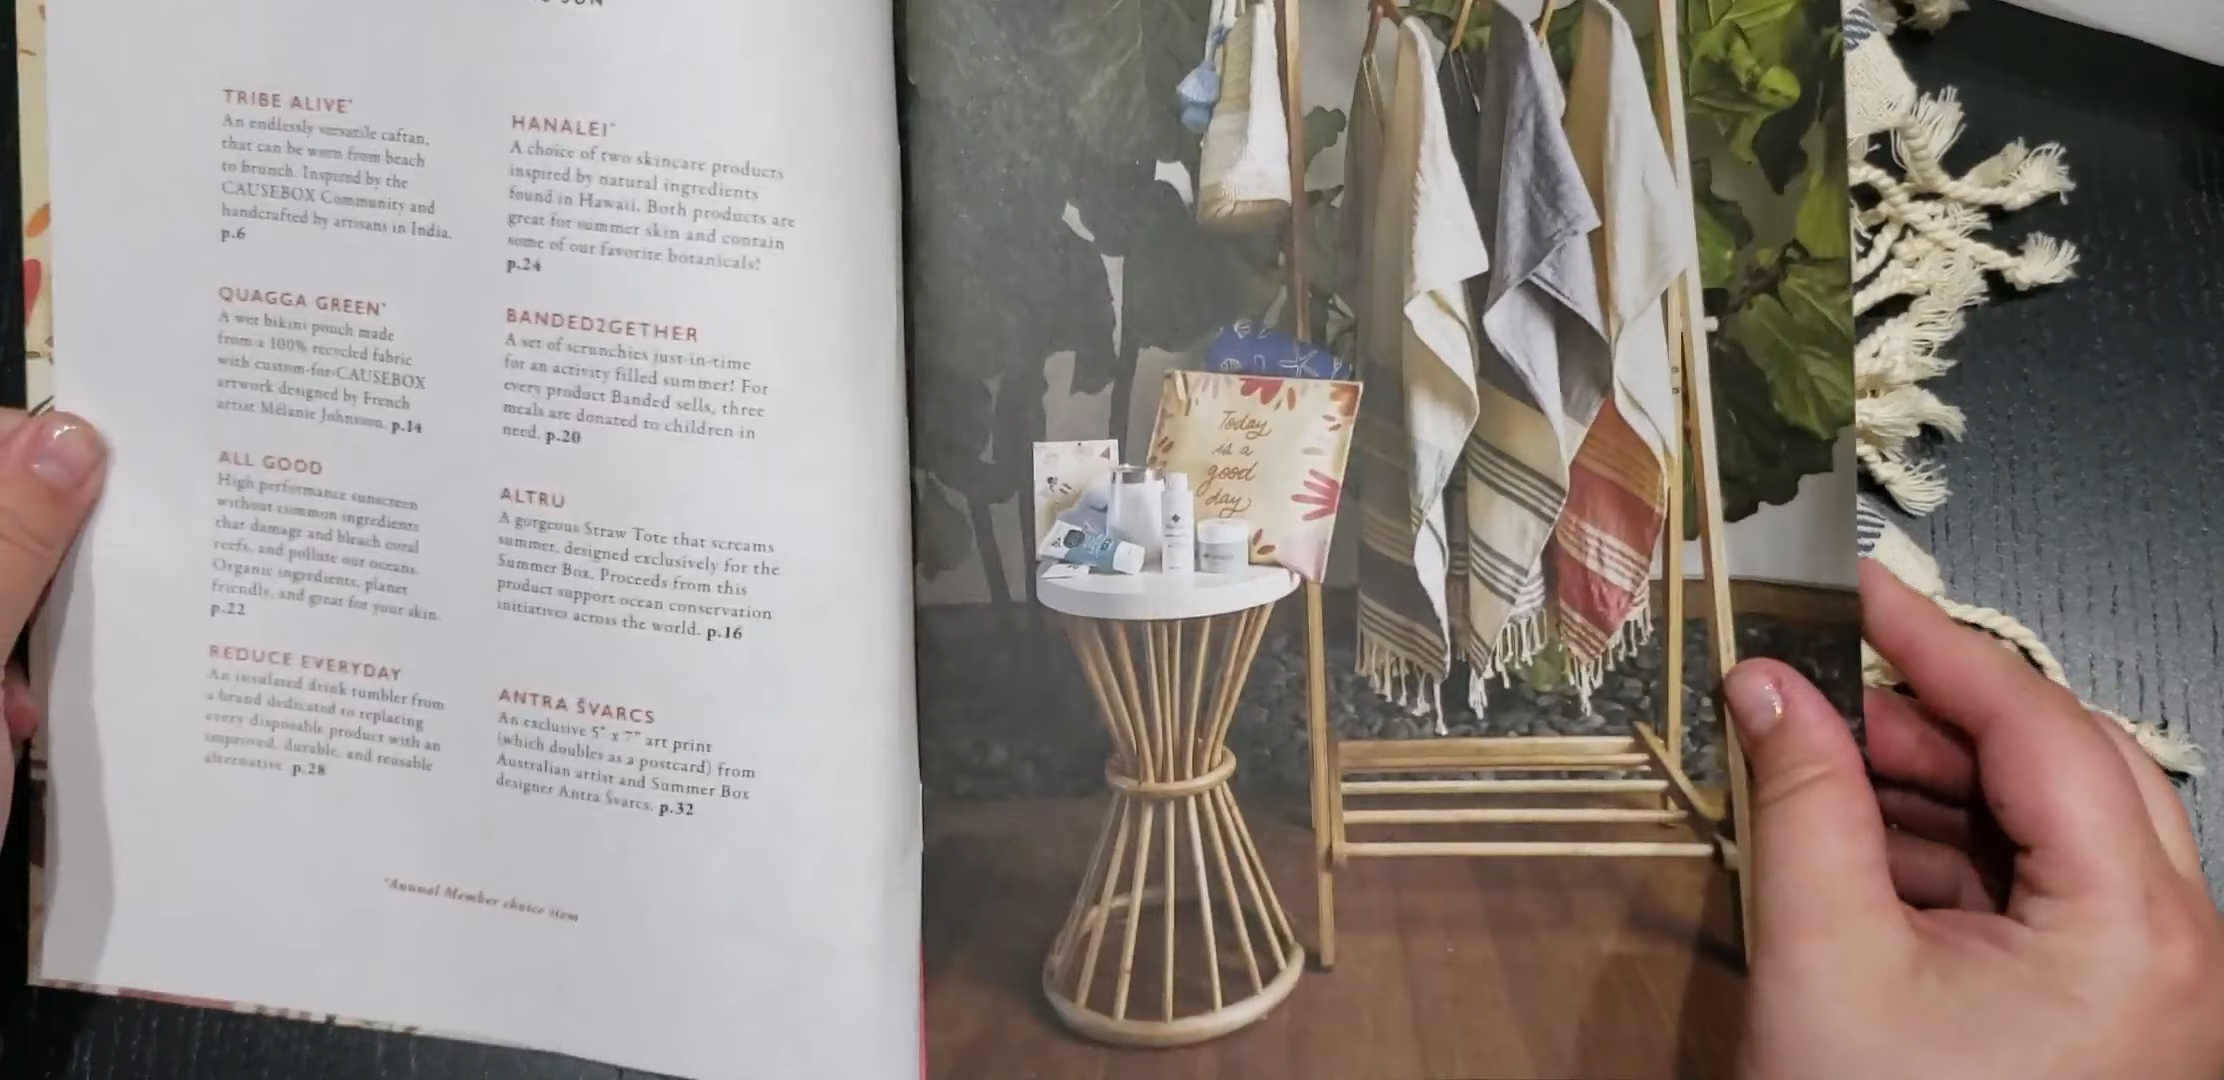 SUN
TRIBE ALIVE*
An endlessly versatile caftan,
that can be worn from beach
to brunch. Inspired by the
CAUSEBOX Community and
handcrafted by artisans in India.
p.6
QUAGGA GREEN*
A wet bikini pouch made
from a 100% recycled fabric
with custom-for-CAUSEBOX
artwork designed by French
artist Mélanie Johnsson. p.14
ALL GOOD
High performance sunscreen
without common ingredients
that damage and bleach coral
reefs, and pollute our oceans.
Organic ingredients, planet
friendly, and great for your skin.
p.22
REDUCE EVERYDAY
An insulated drink tumbler from
a brand dedicated to replacing
every disposable product with an
improved, durable, and reusable
alternative. p.28
HANALEI*
A choice of two skincare products
inspired by natural ingredients
found in Hawaii. Both products are
great for summer skin and contain
some of our favorite botanicals!
p.24
BANDED2GETHER
A set of scrunchies just-in-time
for an activity filled summer! For
every product Banded sells, three
meals are donated to children in
need. p.20
ALTRU
A gorgeous Straw Tote that screams
summer, designed exclusively for the
Summer Box. Proceeds from this
product support ocean conservation
initiatives across the world. p.16
ANTRA ŠVARCS
An exclusive 5" x 7" art print
(which doubles as a postcard) from
Australian artist and Summer Box
designer Antra Švarcs. p.32
*Annual Member choice item
Today
is a
good
day